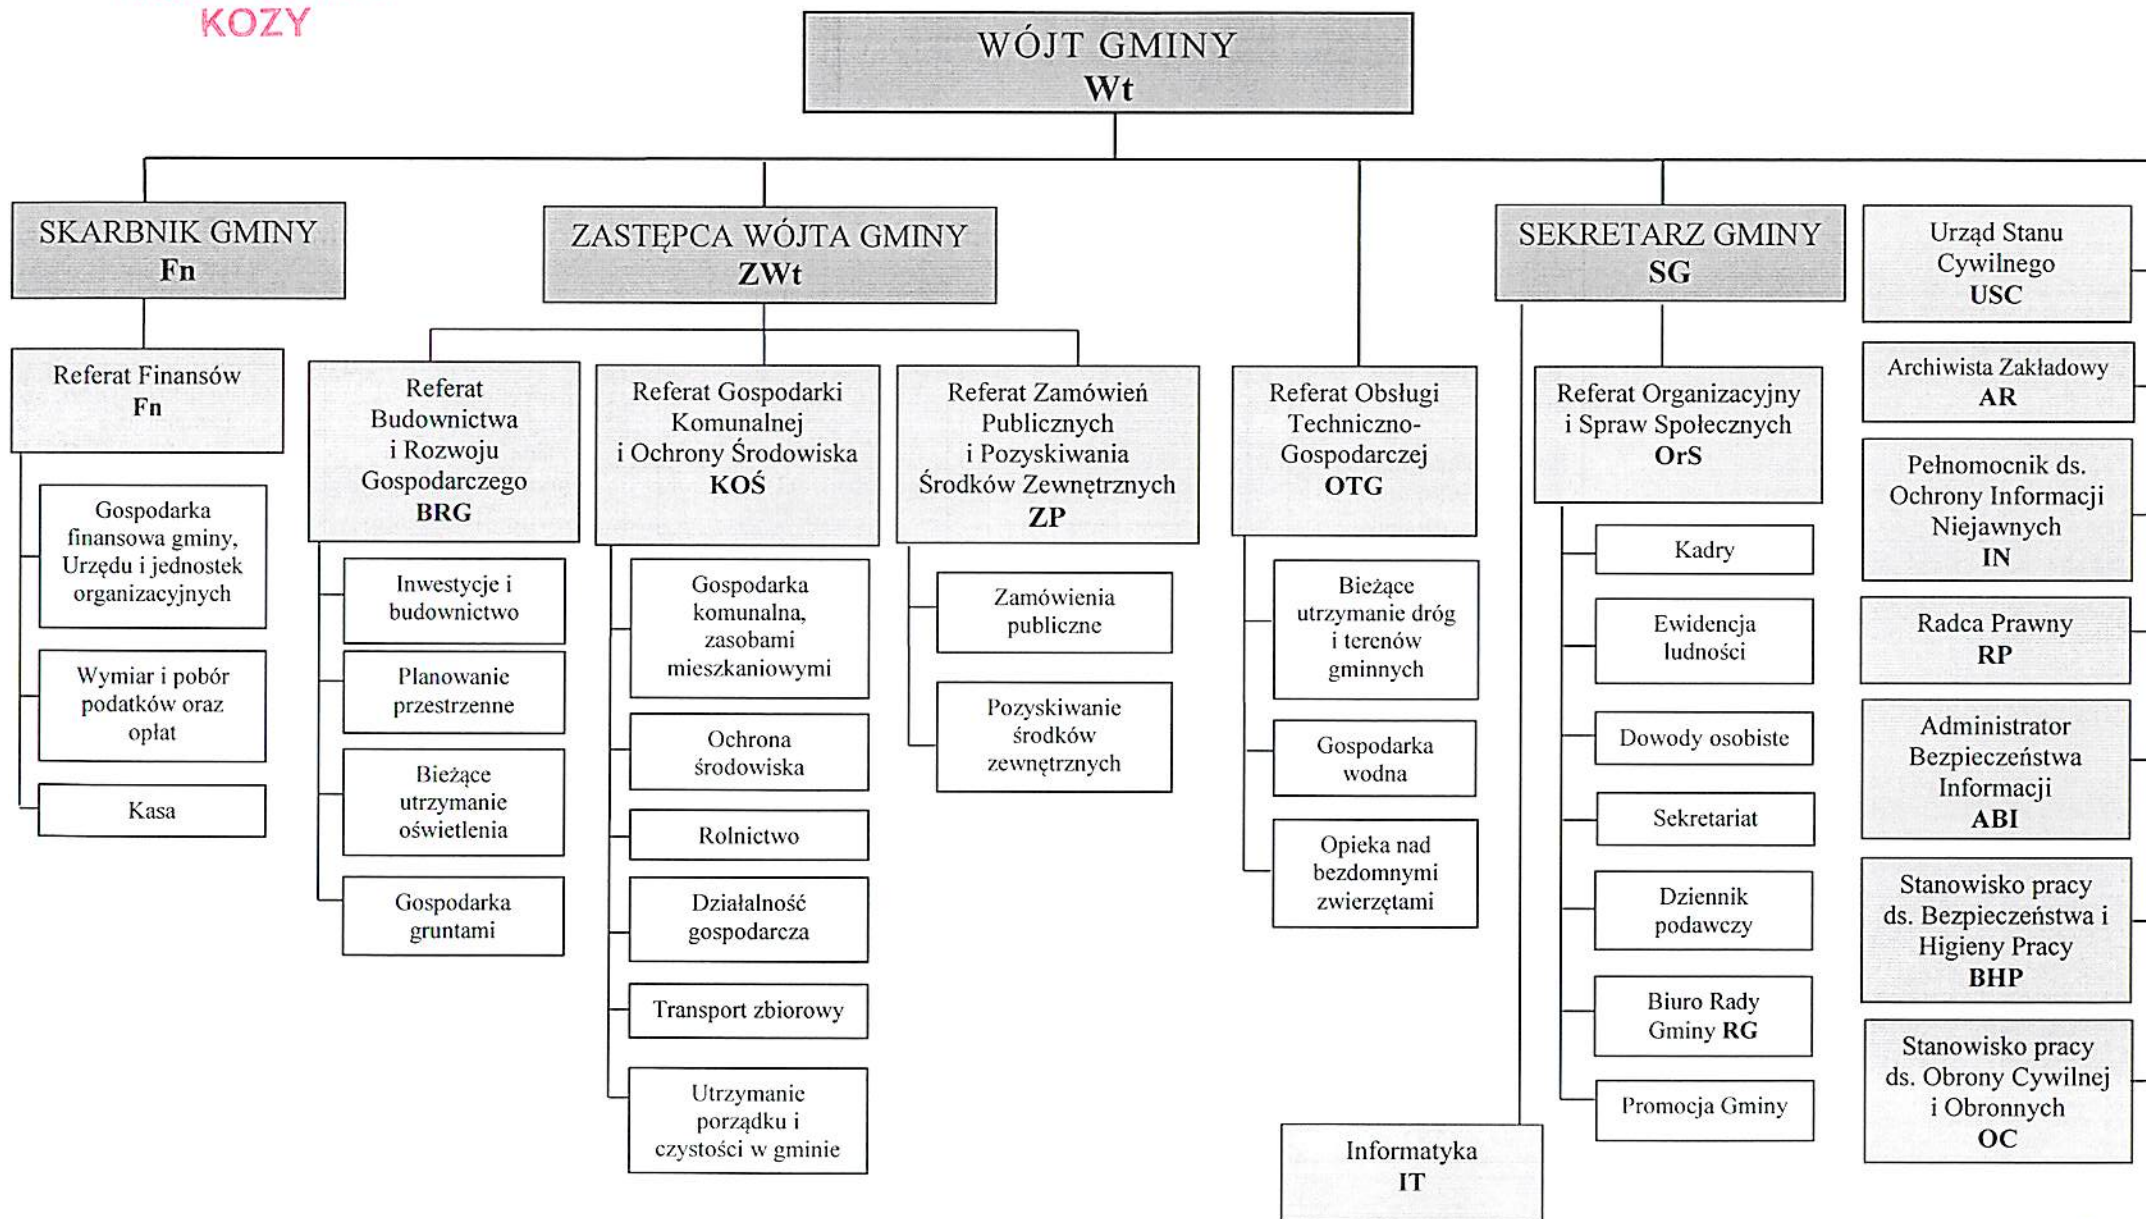 KOZY
WÓJT GMINY
Wt
SKARBNIK GMINY
Fn
ZASTĘPCA WÓJTA GMINY
ZWt
SEKRETARZ GMINY
SG
Urząd Stanu
Cywilnego
USC
Archiwista Zakładowy
AR
Pełnomocnik ds.
Ochrony Informacji
Niejawnych
IN
Radca Prawny
RP
Administrator
Bezpieczeństwa
Informacji
ABI
Stanowisko pracy
ds. Bezpieczeństwa i
Higieny Pracy
BHP
Stanowisko pracy
ds. Obrony Cywilnej
i Obronnych
OC
Referat Finansów
Fn
Gospodarka
finansowa gminy,
Urzędu i jednostek
organizacyjnych
Wymiar i pobór
podatków oraz
opłat
Kasa
Referat
Budownictwa
i Rozwoju
Gospodarczego
BRG
Inwestycje i
budownictwo
Planowanie
przestrzenne
Bieżące
utrzymanie
oświetlenia
Gospodarka
gruntami
Referat Gospodarki
Komunalnej
i Ochrony Środowiska
KOŚ
Gospodarka
komunalna,
zasobami
mieszkaniowymi
Ochrona
środowiska
Rolnictwo
Działalność
gospodarcza
Transport zbiorowy
Utrzymanie
porządku i
czystości w gminie
Referat Zamówień
Publicznych
i Pozyskiwania
Środków Zewnętrznych
ZP
Zamówienia
publiczne
Pozyskiwanie
środków
zewnętrznych
Referat Obsługi
Techniczno-
Gospodarczej
OTG
Bieżące
utrzymanie dróg
i terenów
gminnych
Gospodarka
wodna
Opieka nad
bezdomnymi
zwierzętami
Referat Organizacyjny
i Spraw Społecznych
OrS
Kadry
Ewidencja
ludności
Dowody osobiste
Sekretariat
Dziennik
podawczy
Biuro Rady
Gminy RG
Promocja Gminy
Informatyka
IT